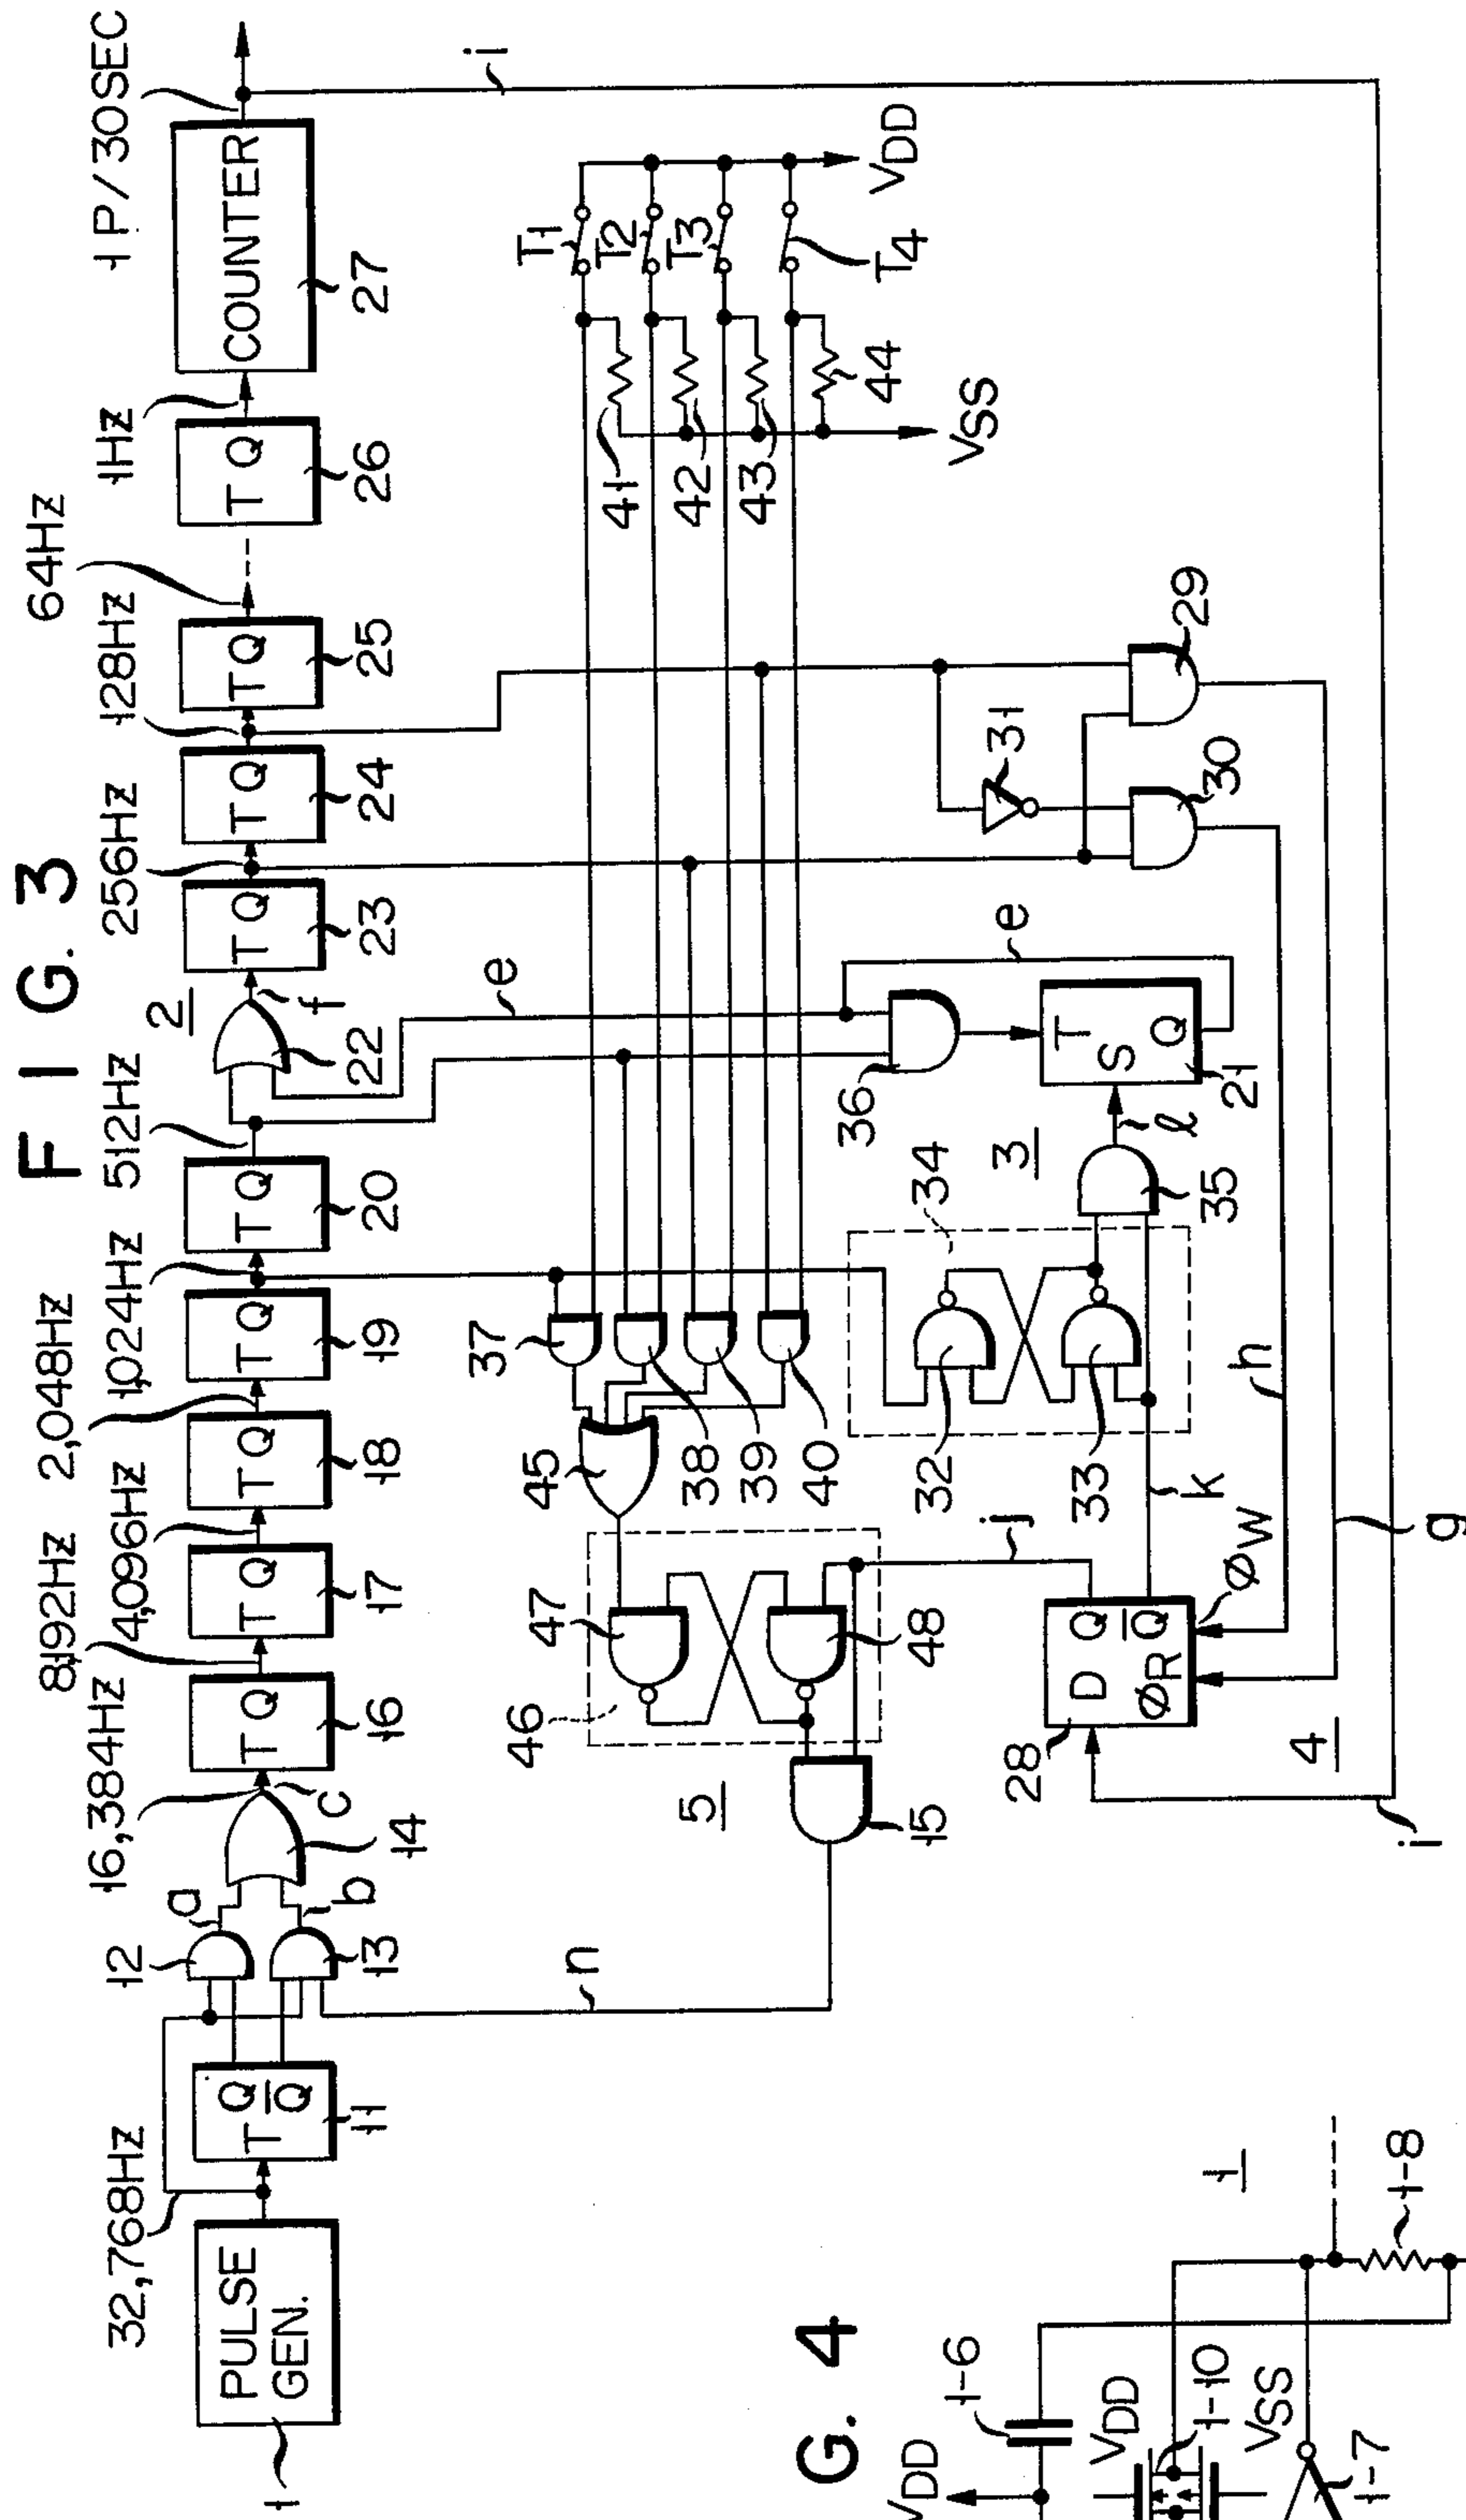 FIG. 3
32,768Hz
16,384Hz
8192Hz
4,096Hz
2,048Hz
1,024Hz
512Hz
256Hz
128Hz
64Hz
1Hz
1P/30SEC
PULSE
GEN.
1
T Q
Q̅
11
12
13
a
b
14
c
T Q
16
T Q
17
T Q
18
T Q
19
T Q
20
2
22
f
T Q
23
T Q
24
T Q
25
T Q
26
COUNTER
27
i
n
5
15
46
47
48
45
37
38
39
40
e
T1
T2
T3
T4
VDD
41
42
43
44
VSS
j
32
33
34
3
35
36
ℓ
T
S
Q
21
e
31
30
29
k
h
g
28
D Q
Q̅
ØR
ØW
4
i
G. 4
VDD
1-6
VDD
1-10
VSS
1-7
1
1-8